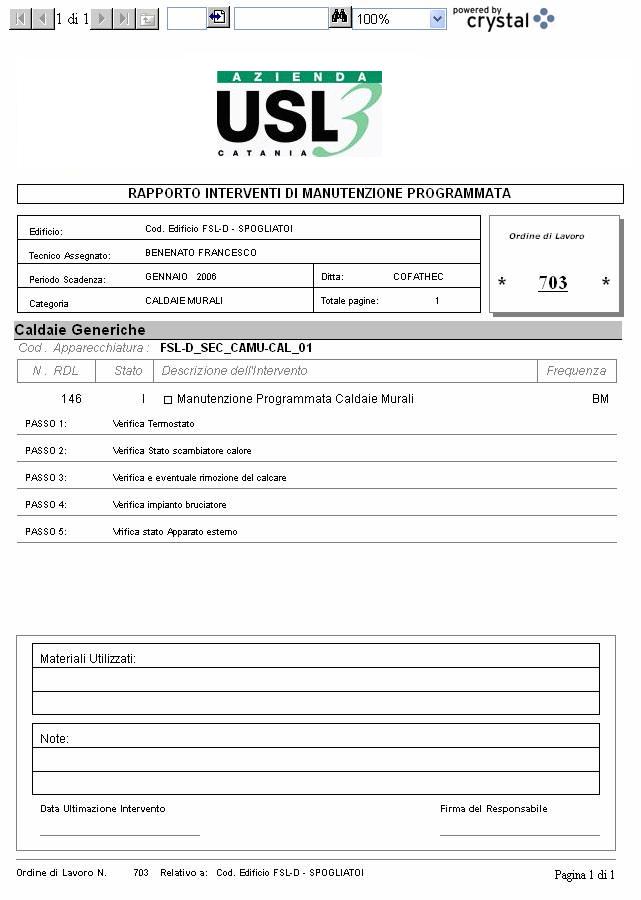 1 di 1 100% powered by crystal
AZIENDA
USL3
CATANIA
RAPPORTO INTERVENTI DI MANUTENZIONE PROGRAMMATA
Edificio: Cod. Edificio FSL-D - SPOGLIATOI
Tecnico Assegnato: BENENATO FRANCESCO
Periodo Scadenza: GENNAIO 2006 Ditta: COFATHEC
Categoria CALDAIE MURALI Totale pagine: 1
Ordine di Lavoro
* 703 *
Caldaie Generiche
Cod. Apparecchiatura : FSL-D_SEC_CAMU-CAL_01
N. RDL Stato Descrizione dell'Intervento Frequenza
146 I Manutenzione Programmata Caldaie Murali BM
PASSO 1: Verifica Termostato
PASSO 2: Verifica Stato scambiatore calore
PASSO 3: Verifica e eventuale rimozione del calcare
PASSO 4: Verifica impianto bruciatore
PASSO 5: Vrifica stato Apparato esterno
Materiali Utilizzati:
Note:
Data Ultimazione Intervento Firma del Responsabile
Ordine di Lavoro N. 703 Relativo a: Cod. Edificio FSL-D - SPOGLIATOI Pagina 1 di 1